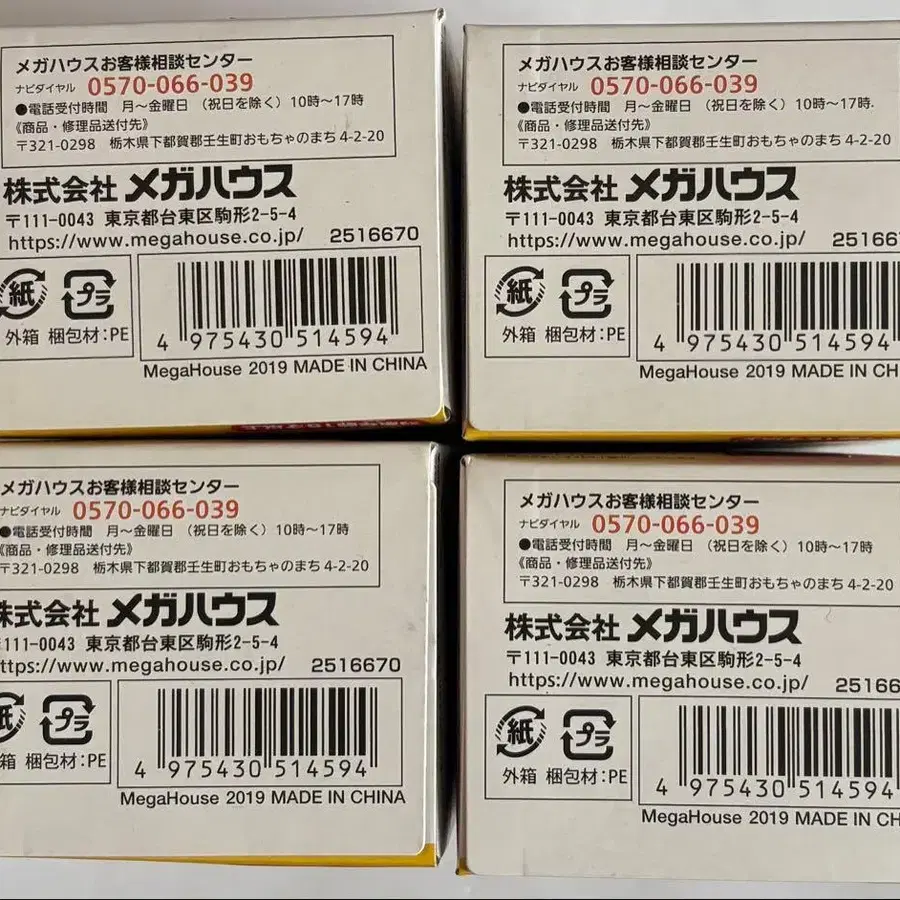 メガハウスお客様相談センター
ナビダイヤル 0570-066-039
●電話受付時間 月〜金曜日 (祝日を除く) 10時〜17時
《商品・修理品送付先》
〒321-0298 栃木県下都賀郡壬生町おもちゃのまち 4-2-20
株式会社 メガハウス
〒111-0043 東京都台東区駒形2-5-4
https://www.megahouse.co.jp/ 2516670
紙 プラ
外箱 梱包材:PE
4 975430 514594
MegaHouse 2019 MADE IN CHINA
メガハウスお客様相談センター
ナビダイヤル 0570-066-039
●電話受付時間 月〜金曜日 (祝日を除く) 10時〜17時.
《商品・修理品送付先》
〒321-0298 栃木県下都賀郡壬生町おもちゃのまち 4-2-20
株式会社 メガハウス
〒111-0043 東京都台東区駒形2-5-4
https://www.megahouse.co.jp/ 25166
紙 プラ
外箱 梱包材:PE
4 975430 514594
MegaHouse 2019 MADE IN CH
メガハウスお客様相談センター
ナビダイヤル 0570-066-039
●電話受付時間 月〜金曜日 (祝日を除く) 10時〜17時
《商品・修理品送付先》
〒321-0298 栃木県下都賀郡壬生町おもちゃのまち 4-2-20
株式会社 メガハウス
〒111-0043 東京都台東区駒形2-5-4
ttps://www.megahouse.co.jp/ 2516670
紙 プラ
箱 梱包材:PE
4 975430 514594
MegaHouse 2019 MADE IN CHINA
メガハウスお客様相談センター
ナビダイヤル 0570-066-039
●電話受付時間 月〜金曜日 (祝日を除く) 10時〜17時
《商品・修理品送付先》
〒321-0298 栃木県下都賀郡壬生町おもちゃのまち 4-2-20
株式会社 メガハウス
〒111-0043 東京都台東区駒形2-5-4
https://www.megahouse.co.jp/ 25166
紙 プラ
外箱 梱包材:PE
4 975430 514594
MegaHouse 2019 MADE IN CH